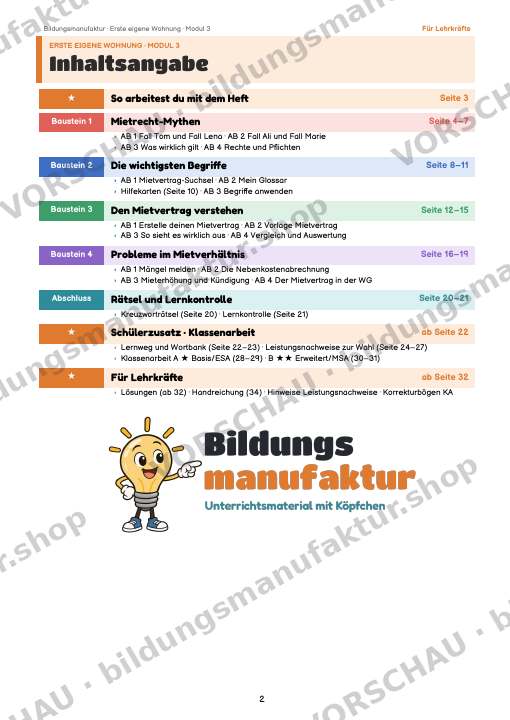 Bildungsmanufaktur · Erste eigene Wohnung · Modul 3
Für Lehrkräfte
ERSTE EIGENE WOHNUNG · MODUL 3
Inhaltsangabe
★ So arbeitest du mit dem Heft Seite 3
Baustein 1 Mietrecht-Mythen Seite 4–7
· AB 1 Fall Tom und Fall Lena · AB 2 Fall Ali und Fall Marie
· AB 3 Was wirklich gilt · AB 4 Rechte und Pflichten
Baustein 2 Die wichtigsten Begriffe Seite 8–11
· AB 1 Mietvertrag-Suchsel · AB 2 Mein Glossar
· Hilfekarten (Seite 10) · AB 3 Begriffe anwenden
Baustein 3 Den Mietvertrag verstehen Seite 12–15
· AB 1 Erstelle deinen Mietvertrag · AB 2 Vorlage Mietvertrag
· AB 3 So sieht es wirklich aus · AB 4 Vergleich und Auswertung
Baustein 4 Probleme im Mietverhältnis Seite 16–19
· AB 1 Mängel melden · AB 2 Die Nebenkostenabrechnung
· AB 3 Mieterhöhung und Kündigung · AB 4 Der Mietvertrag in der WG
Abschluss Rätsel und Lernkontrolle Seite 20–21
· Kreuzworträtsel (Seite 20) · Lernkontrolle (Seite 21)
★ Schülerzusatz · Klassenarbeit ab Seite 22
· Lernweg und Wortbank (Seite 22–23) · Leistungsnachweise zur Wahl (Seite 24–27)
· Klassenarbeit A ★ Basis/ESA (28–29) · B ★★ Erweitert/MSA (30–31)
★ Für Lehrkräfte ab Seite 32
· Lösungen (ab 32) · Handreichung (34) · Hinweise Leistungsnachweise · Korrekturbögen KA
Bildungs
manufaktur
Unterrichtsmaterial mit Köpfchen
VORSCHAU · bildungsmanufaktur.shop
2